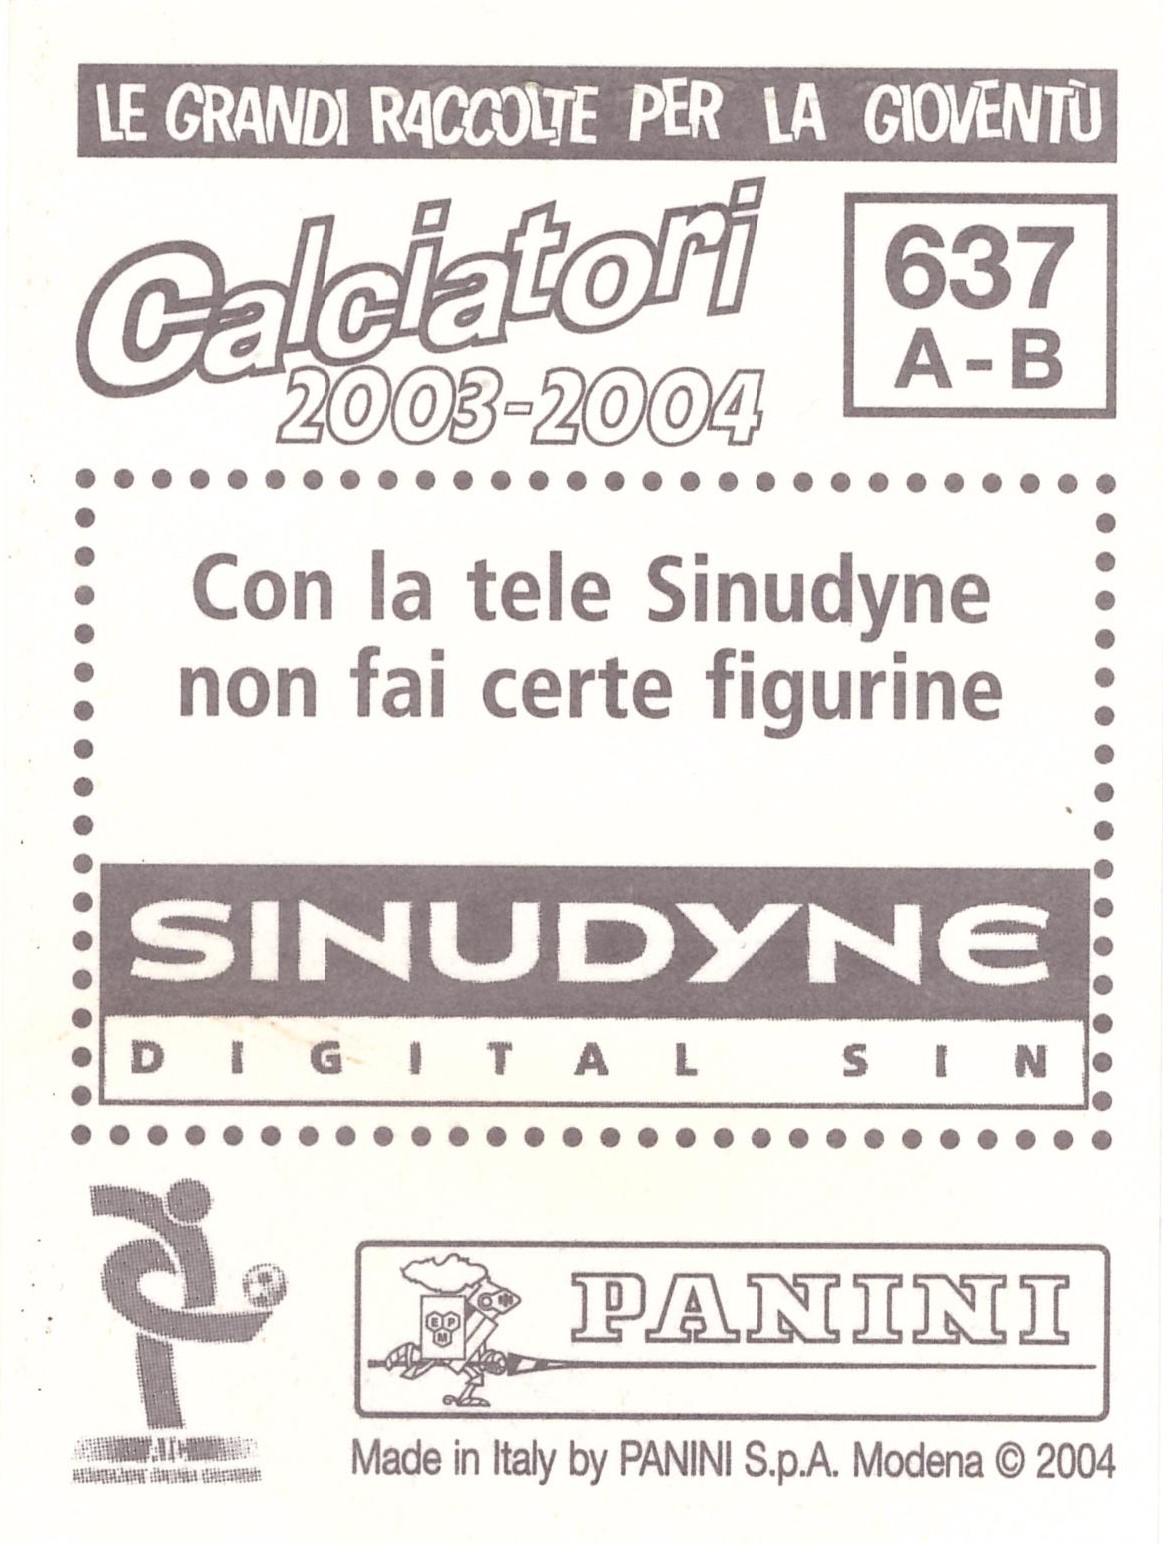 LE GRANDI RACCOLTE PER LA GIOVENTÙ
Calciatori
2003-2004
637
A - B
Con la tele Sinudyne
non fai certe figurine
SINUDYNE
DIGITAL SIN
E P
M
PANINI
Made in Italy by PANINI S.p.A. Modena © 2004